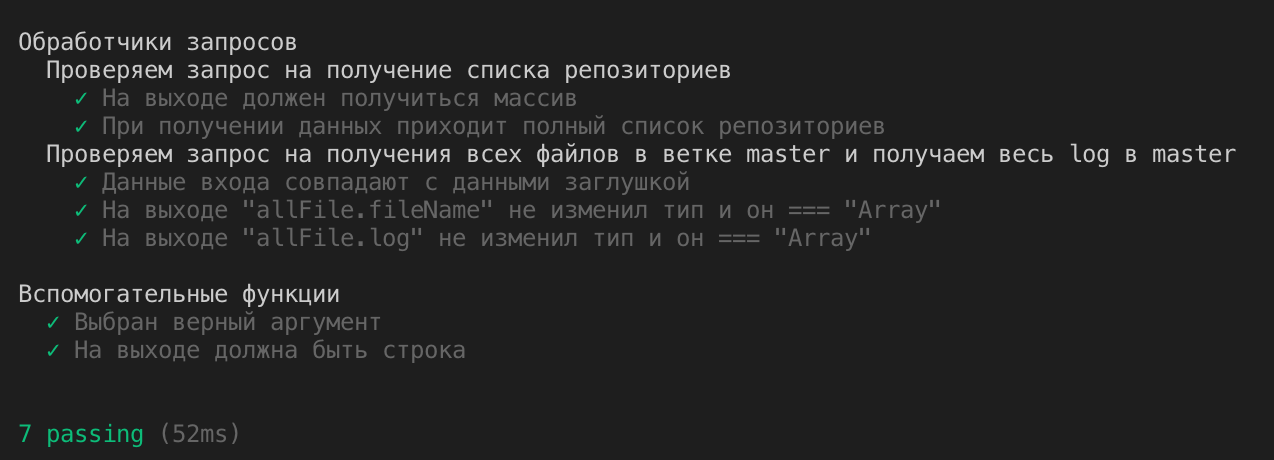 Обработчики запросов
Проверяем запрос на получение списка репозиториев
✓ На выходе должен получиться массив
✓ При получении данных приходит полный список репозиториев
Проверяем запрос на получения всех файлов в ветке master и получаем весь log в master
✓ Данные входа совпадают с данными заглушкой
✓ На выходе "allFile.fileName" не изменил тип и он === "Array"
✓ На выходе "allFile.log" не изменил тип и он === "Array"
Вспомогательные функции
✓ Выбран верный аргумент
✓ На выходе должна быть строка
7 passing (52ms)